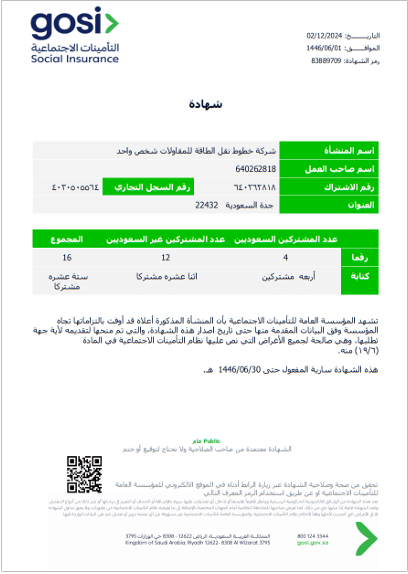 gosi
التأمينات الاجتماعية
Social Insurance
التاريـــــخ: 02/12/2024
الموافـــق: 1446/06/01
رمز الشهادة: 83889709
شهادة
اسم المنشأة شركة خطوط نقل الطاقة للمقاولات شخص واحد
اسم صاحب العمل 640262818
رقم الاشتراك ٦٤٠٢٦٢٨١٨ رقم السجل التجاري ٤٠٣٠٥٠٥٥٦٤
العنوان جدة السعودية 22432
عدد المشتركين السعوديين عدد المشتركين غير السعوديين المجموع
رقما 4 12 16
كتابة أربعه مشتركين اثنا عشره مشتركا ستة عشره مشتركا
تشهد المؤسسة العامة للتأمينات الاجتماعية بأن المنشأة المذكورة أعلاه قد أوفت بالتزاماتها تجاه
المؤسسة وفق البيانات المقدمة منها حتى تاريخ اصدار هذه الشهادة، والتي تم منحها لتقديمه لأية جهة
تطلبها، وهي صالحة لجميع الأغراض التي نص عليها نظام التأمينات الاجتماعية في المادة
(١٩/٦) منه.
هذه الشهادة سارية المفعول حتى 1446/06/30 هـ.
عام Public
الشهادة معتمدة من صاحب الصلاحية ولا تحتاج لتوقيع أو ختم
تحقق من صحة وصلاحية الشهادة عبر زيارة الرابط أدناه في الموقع الالكتروني للمؤسسة العامة
للتأمينات الاجتماعية او عن طريق استخدام الرمز المعرف التالي
800 124 3344
gosi.gov.sa
المملكة العربية السعودية، الرياض 12622 - 8308 حي الوزارات 3795
Kingdom of Saudi Arabia, Riyadh 12622- 8308 Al Wizarat 3795